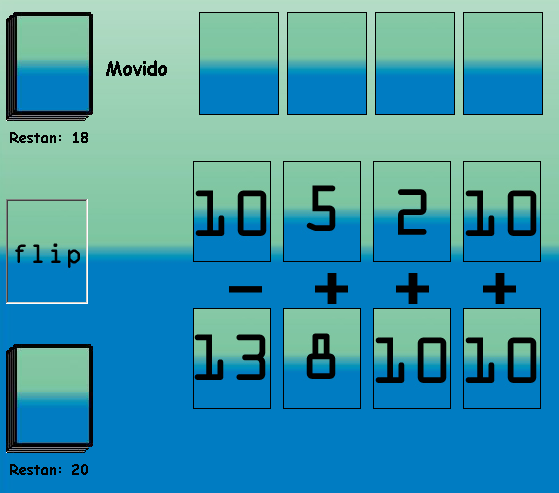 Movido
Restan: 18
10 5 2 10
flip
− + + +
13 8 10 10
Restan: 20